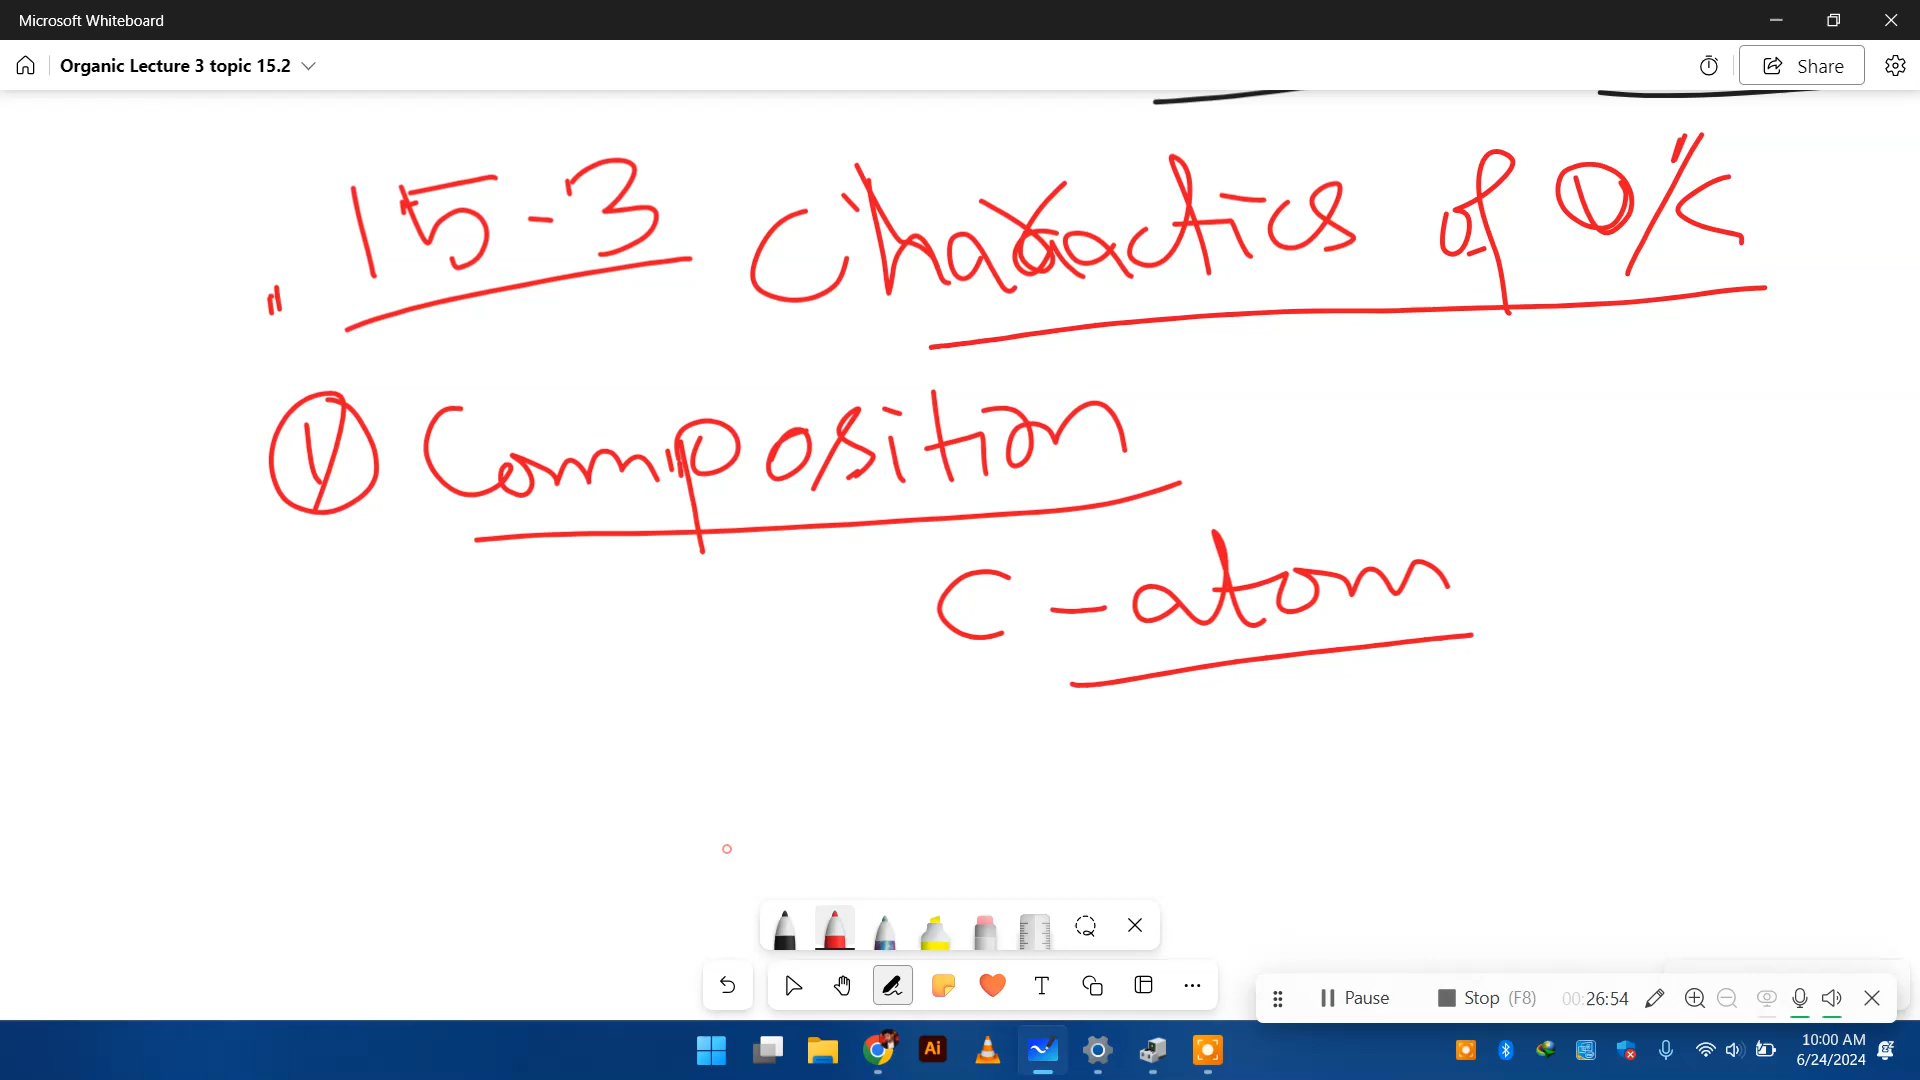 Microsoft Whiteboard
Organic Lecture 3 topic 15.2
Share
15-3 Charactics of O/C"
"
① Composition
C-atom
T
Pause
Stop (F8)
00:26:54
Ai
10:00 AM
6/24/2024